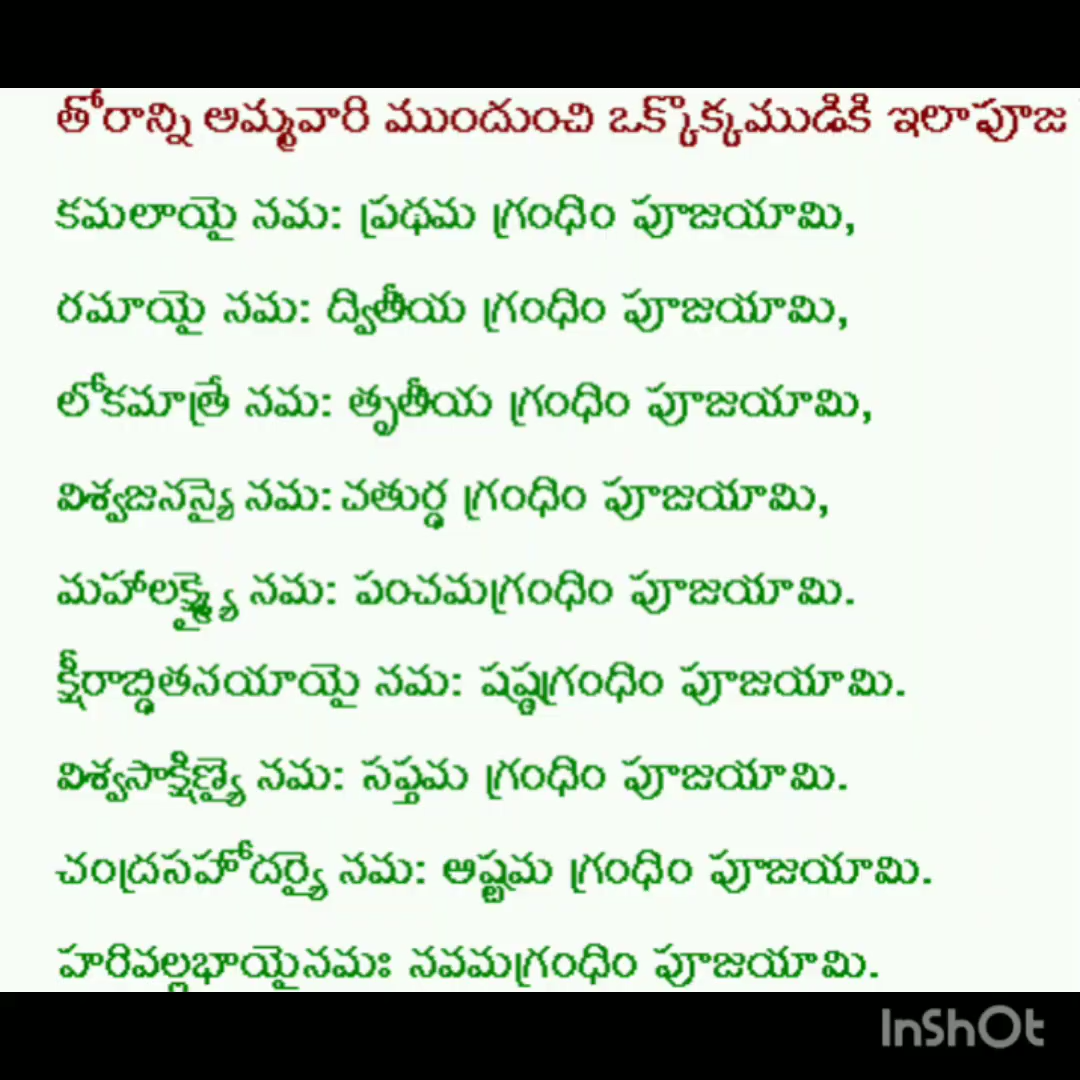 తోరాన్ని అమ్మవారి ముందుంచి ఒక్కొక్కముడికి ఇలాపూజ
కమలాయై నమ: ప్రథమ గ్రంధిం పూజయామి,
రమాయై నమ: ద్వితీయ గ్రంధిం పూజయామి,
లోకమాత్రే నమ: తృతీయ గ్రంధిం పూజయామి,
విశ్వజనన్యై నమ: చతుర్ధ గ్రంధిం పూజయామి,
మహాలక్ష్మ్యై నమ: పంచమగ్రంధిం పూజయామి.
క్షీరాబ్ధితనయాయై నమ: షష్ఠగ్రంధిం పూజయామి.
విశ్వసాక్షిణ్యై నమ: సప్తమ గ్రంధిం పూజయామి.
చంద్రసహోదర్యై నమ: అష్టమ గ్రంధిం పూజయామి.
హరివల్లభాయైనమః నవమగ్రంధిం పూజయామి.
InShOt